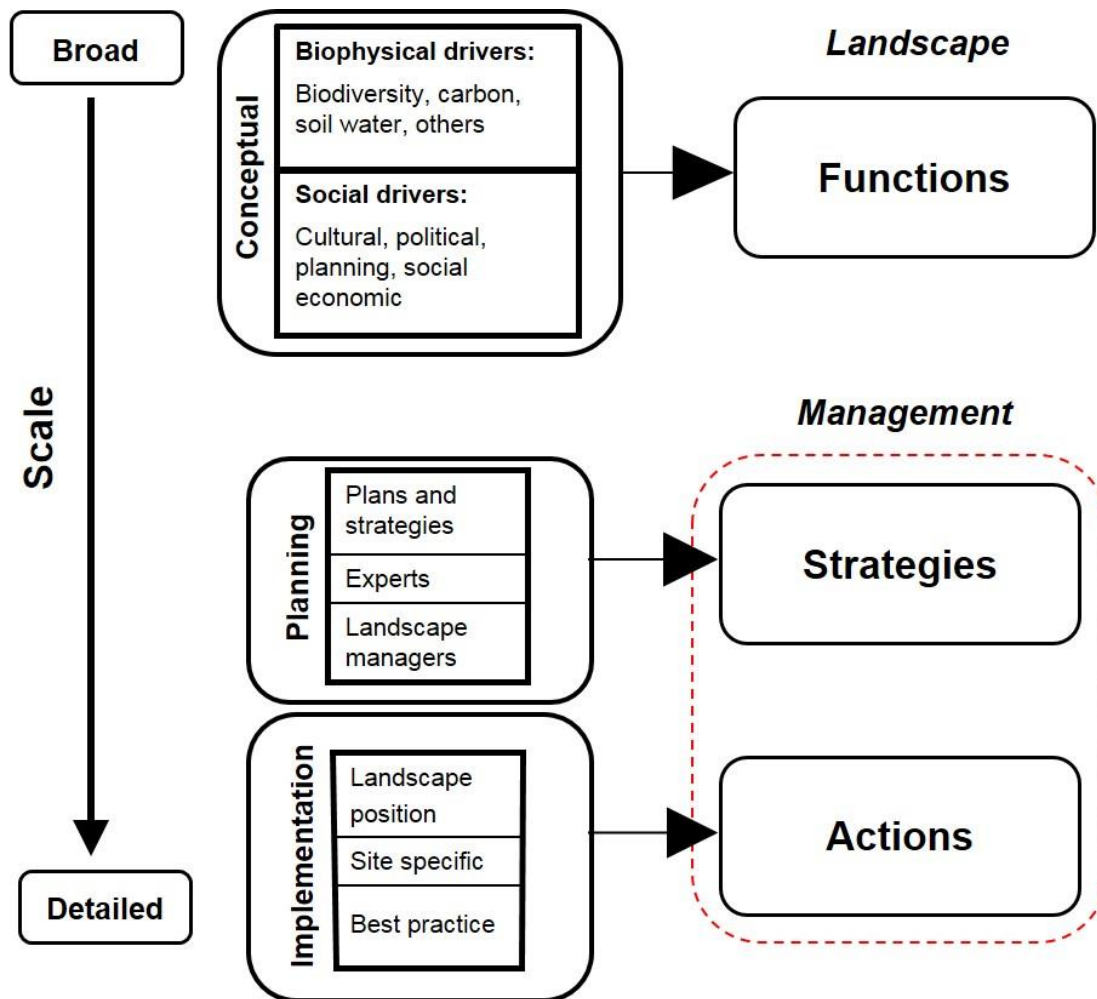 Broad
Scale
Detailed
Conceptual
Biophysical drivers:
Biodiversity, carbon,
soil water, others
Social drivers:
Cultural, political,
planning, social
economic
Landscape
Functions
Planning
Plans and
strategies
Experts
Landscape
managers
Management
Strategies
Implementation
Landscape
position
Site specific
Best practice
Actions